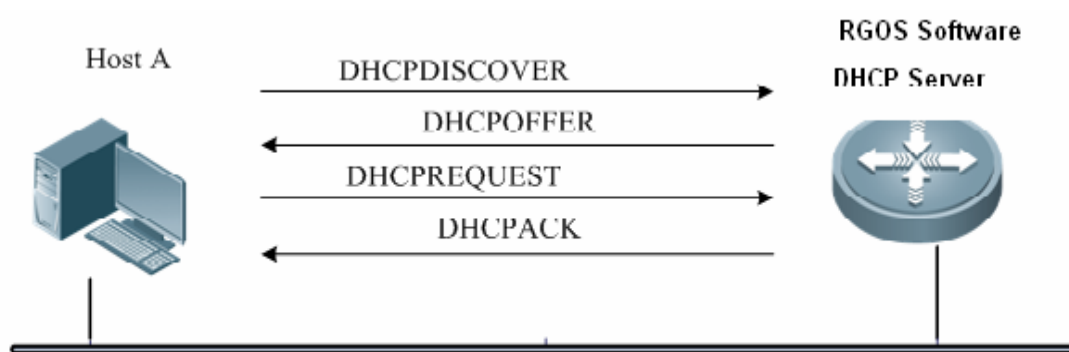 Host A
RGOS Software
DHCP Server
DHCPDISCOVER
DHCPOFFER
DHCPREQUEST
DHCPACK